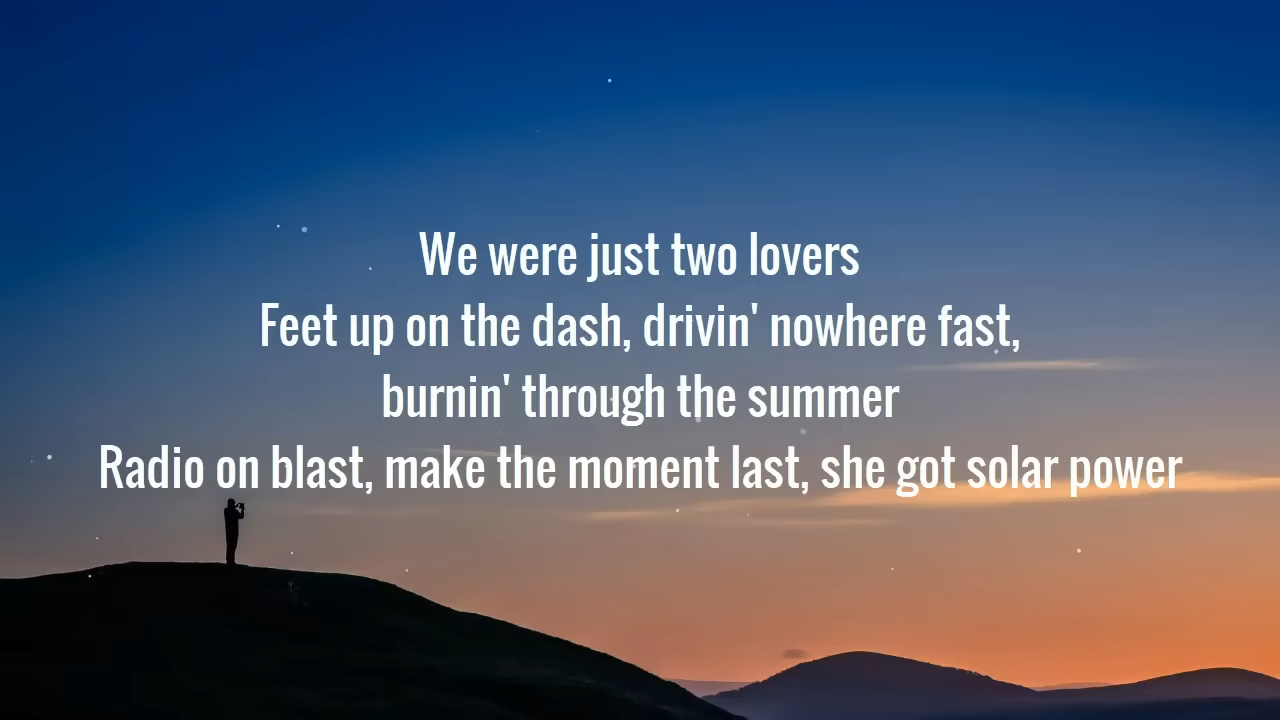 We were just two lovers
Feet up on the dash, drivin' nowhere fast,
burnin' through the summer
Radio on blast, make the moment last, she got solar power